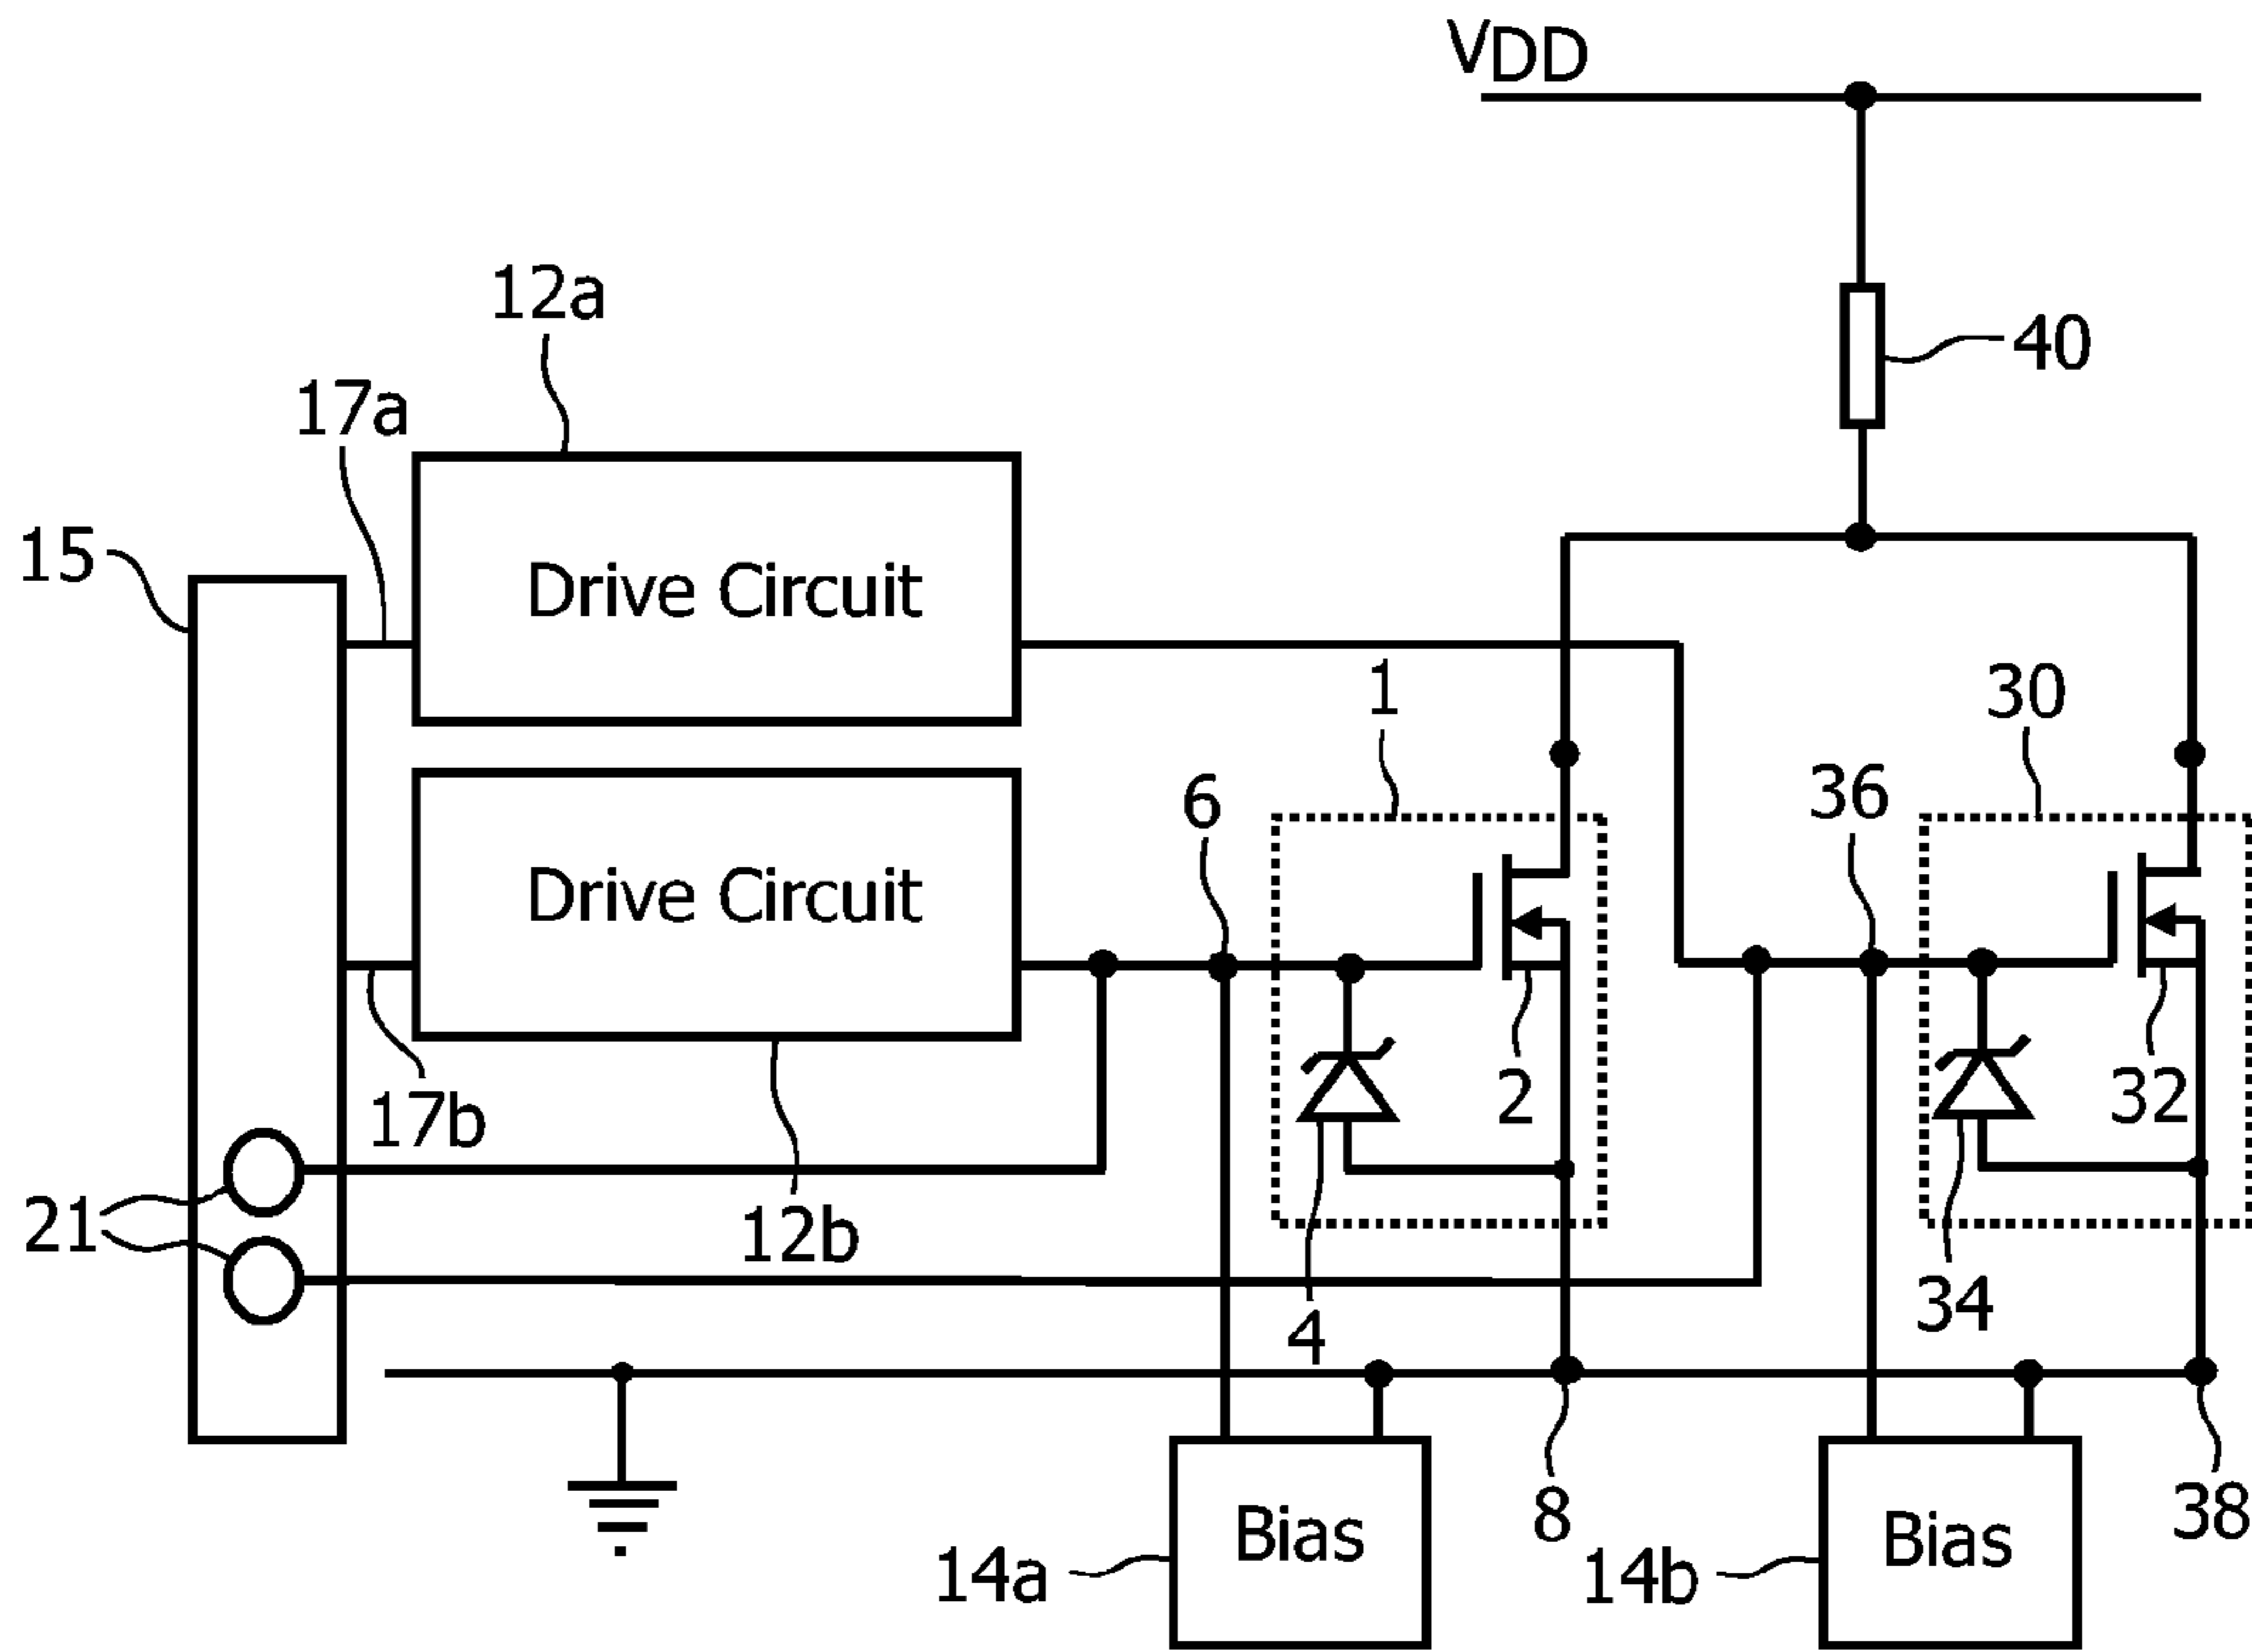 VDD
12a
40
17a
15
Drive Circuit
1
30
6
36
Drive Circuit
17b
2
32
21
12b
4
34
8
38
14a
Bias
14b
Bias